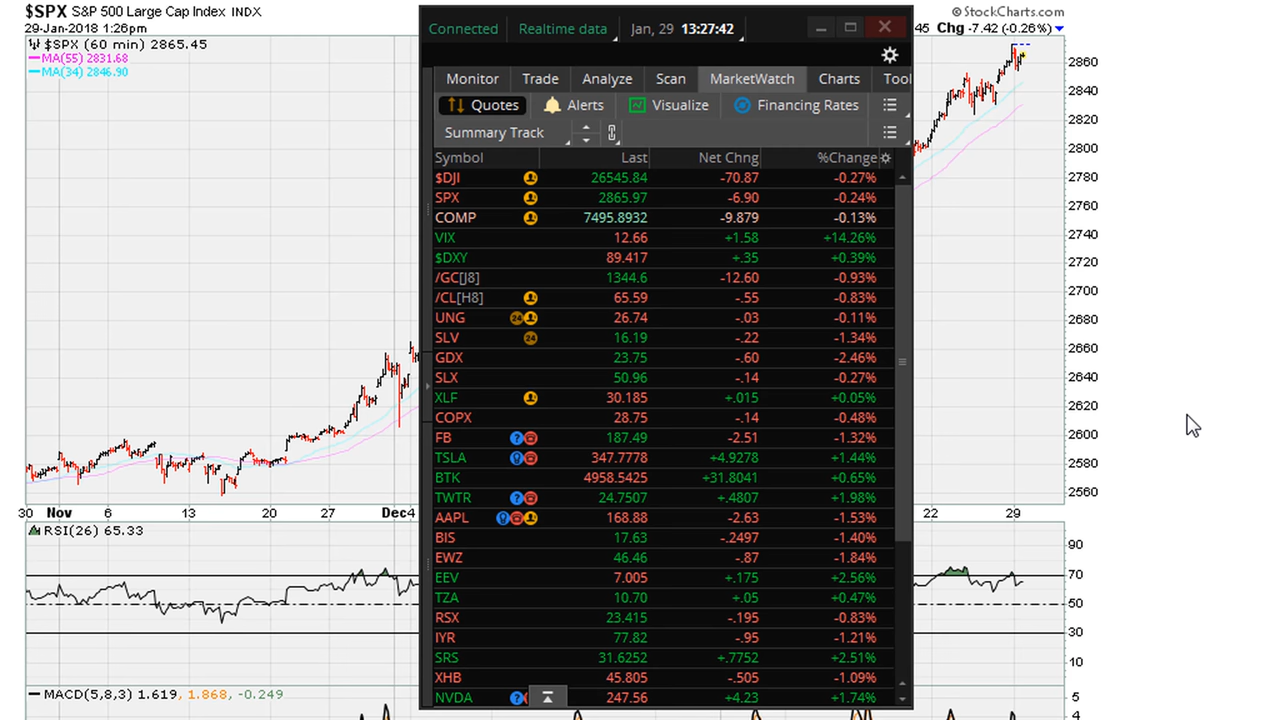 $SPX S&P 500 Large Cap Index INDX
© StockCharts.com
29-Jan-2018 1:26pm
45 Chg -7.42 (-0.26%)
$SPX (60 min) 2865.45
MA(55) 2831.68
MA(34) 2846.90
Connected Realtime data Jan, 29 13:27:42
Monitor Trade Analyze Scan MarketWatch Charts Tool
Quotes Alerts Visualize Financing Rates
Summary Track
Symbol Last Net Chng %Change
$DJI 26545.84 -70.87 -0.27%
SPX 2865.97 -6.90 -0.24%
COMP 7495.8932 -9.879 -0.13%
VIX 12.66 +1.58 +14.26%
$DXY 89.417 +.35 +0.39%
/GC[J8] 1344.6 -12.60 -0.93%
/CL[H8] 65.59 -.55 -0.83%
UNG 24 26.74 -.03 -0.11%
SLV 24 16.19 -.22 -1.34%
GDX 23.75 -.60 -2.46%
SLX 50.96 -.14 -0.27%
XLF 30.185 +.015 +0.05%
COPX 28.75 -.14 -0.48%
FB ? 187.49 -2.51 -1.32%
TSLA 347.7778 +4.9278 +1.44%
BTK 4958.5425 +31.8041 +0.65%
TWTR ? 24.7507 +.4807 +1.98%
AAPL 168.88 -2.63 -1.53%
BIS 17.63 -.2497 -1.40%
EWZ 46.46 -.87 -1.84%
EEV 7.005 +.175 +2.56%
TZA 10.70 +.05 +0.47%
RSX 23.415 -.195 -0.83%
IYR 77.82 -.95 -1.21%
SRS 31.6252 +.7752 +2.51%
XHB 45.805 -.505 -1.09%
NVDA ? 247.56 +4.23 +1.74%
2860
2840
2820
2800
2780
2760
2740
2720
2700
2680
2660
2640
2620
2600
2580
2560
30 Nov 6 13 20 27 Dec4 22 29
RSI(26) 65.33
90
70
50
30
10
MACD(5,8,3) 1.619, 1.868, -0.249
5
4